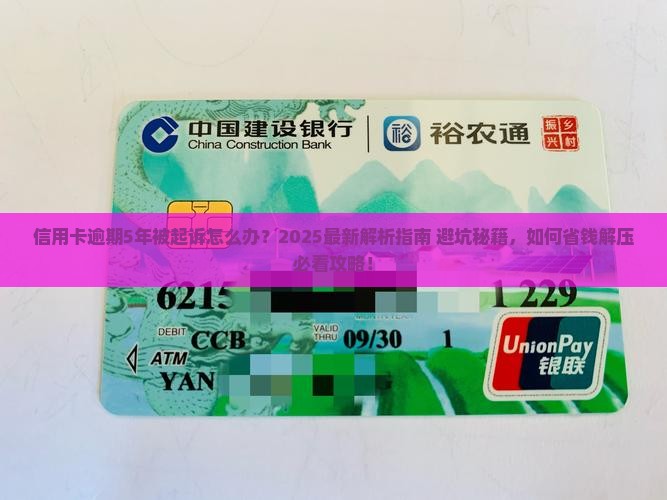 中国建设银行
China Construction Bank
裕
裕农通
振 乡
兴 村
信用卡逾期5年被起诉怎么办？2025最新解析指南 避坑秘籍，如何省钱解压
必看攻略！
6215 1 229
MONTH/YEAR
DEBIT CCB VALID THRU 09/30 1
ATM
YAN
UnionPay
银联